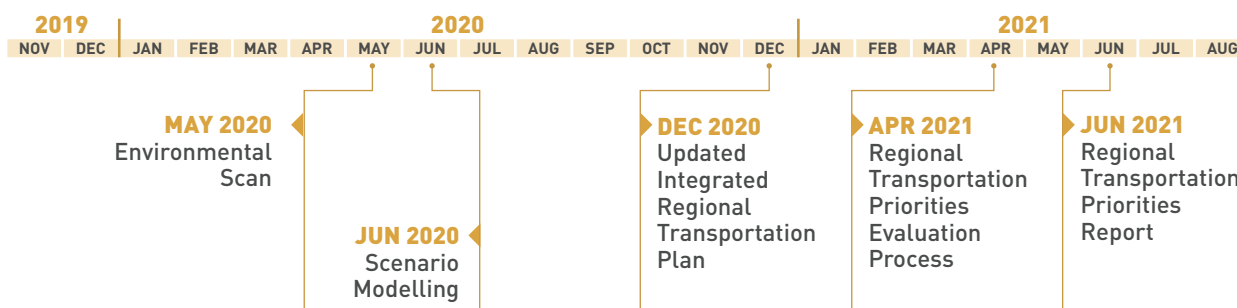 2019 2020 2021
NOV DEC JAN FEB MAR APR MAY JUN JUL AUG SEP OCT NOV DEC JAN FEB MAR APR MAY JUN JUL AUG
MAY 2020
Environmental
Scan
JUN 2020
Scenario
Modelling
DEC 2020
Updated
Integrated
Regional
Transportation
Plan
APR 2021
Regional
Transportation
Priorities
Evaluation
Process
JUN 2021
Regional
Transportation
Priorities
Report